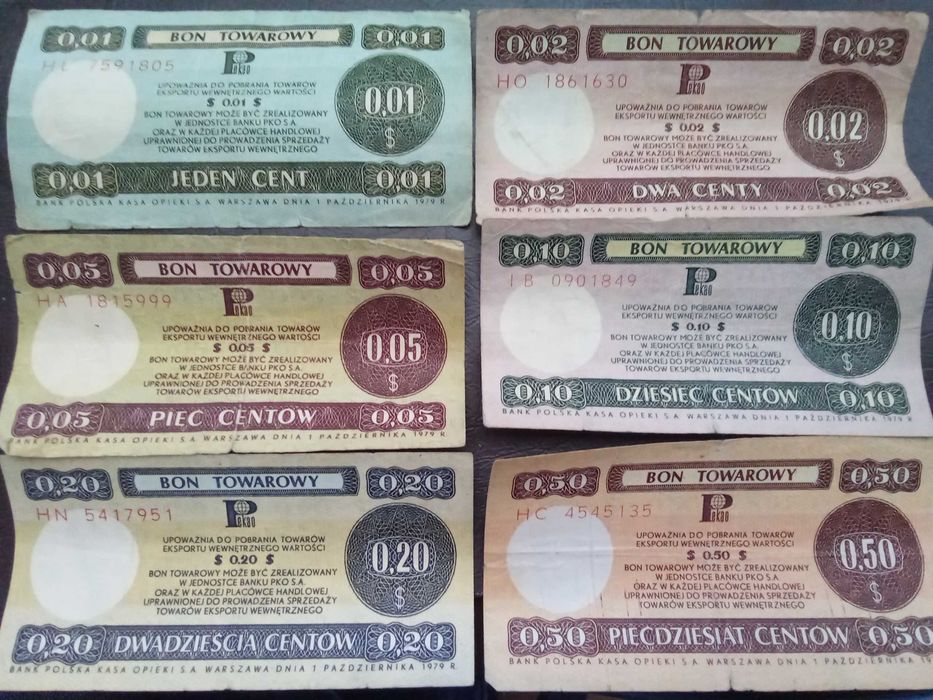 0,01 BON TOWAROWY 0,01
HL 7591805
Pekao
UPOWAŻNIA DO POBRANIA TOWARÓW
EKSPORTU WEWNĘTRZNEGO WARTOŚCI
$ 0.01 $
BON TOWAROWY MOŻE BYĆ ZREALIZOWANY
W JEDNOSTCE BANKU PKO S.A.
ORAZ W KAŻDEJ PLACÓWCE HANDLOWEJ
UPRAWNIONEJ DO PROWADZENIA SPRZEDAŻY
TOWARÓW EKSPORTU WEWNĘTRZNEGO
0,01
$
0,01 JEDEN CENT 0,01
BANK POLSKA KASA OPIEKI S.A. WARSZAWA DNIA 1 PAŹDZIERNIKA 1979 R.
0,02 BON TOWAROWY 0,02
HO 1861630
Pekao
UPOWAŻNIA DO POBRANIA TOWARÓW
EKSPORTU WEWNĘTRZNEGO WARTOŚCI
$ 0.02 $
BON TOWAROWY MOŻE BYĆ ZREALIZOWANY
W JEDNOSTCE BANKU PKO S.A.
ORAZ W KAŻDEJ PLACÓWCE HANDLOWEJ
UPRAWNIONEJ DO PROWADZENIA SPRZEDAŻY
TOWARÓW EKSPORTU WEWNĘTRZNEGO
0,02
$
0,02 DWA CENTY 0,02
BANK POLSKA KASA OPIEKI S.A. WARSZAWA DNIA 1 PAŹDZIERNIKA 1979 R.
0,05 BON TOWAROWY 0,05
HA 1815999
Pekao
UPOWAŻNIA DO POBRANIA TOWARÓW
EKSPORTU WEWNĘTRZNEGO WARTOŚCI
$ 0.05 $
BON TOWAROWY MOŻE BYĆ ZREALIZOWANY
W JEDNOSTCE BANKU PKO S.A.
ORAZ W KAŻDEJ PLACÓWCE HANDLOWEJ
UPRAWNIONEJ DO PROWADZENIA SPRZEDAŻY
TOWARÓW EKSPORTU WEWNĘTRZNEGO
0,05
$
0,05 PIĘĆ CENTÓW 0,05
BANK POLSKA KASA OPIEKI S.A. WARSZAWA DNIA 1 PAŹDZIERNIKA 1979 R.
0,10 BON TOWAROWY 0,10
IB 0901849
Pekao
UPOWAŻNIA DO POBRANIA TOWARÓW
EKSPORTU WEWNĘTRZNEGO WARTOŚCI
$ 0.10 $
BON TOWAROWY MOŻE BYĆ ZREALIZOWANY
W JEDNOSTCE BANKU PKO S.A.
ORAZ W KAŻDEJ PLACÓWCE HANDLOWEJ
UPRAWNIONEJ DO PROWADZENIA SPRZEDAŻY
TOWARÓW EKSPORTU WEWNĘTRZNEGO
0,10
$
0,10 DZIESIĘĆ CENTÓW 0,10
BANK POLSKA KASA OPIEKI S.A. WARSZAWA DNIA 1 PAŹDZIERNIKA 1979 R.
0,20 BON TOWAROWY 0,20
HN 5417951
Pekao
UPOWAŻNIA DO POBRANIA TOWARÓW
EKSPORTU WEWNĘTRZNEGO WARTOŚCI
$ 0.20 $
BON TOWAROWY MOŻE BYĆ ZREALIZOWANY
W JEDNOSTCE BANKU PKO S.A.
ORAZ W KAŻDEJ PLACÓWCE HANDLOWEJ
UPRAWNIONEJ DO PROWADZENIA SPRZEDAŻY
TOWARÓW EKSPORTU WEWNĘTRZNEGO
0,20
$
0,20 DWADZIEŚCIA CENTÓW 0,20
BANK POLSKA KASA OPIEKI S.A. WARSZAWA DNIA 1 PAŹDZIERNIKA 1979 R.
0,50 BON TOWAROWY 0,50
HC 4545135
Pekao
UPOWAŻNIA DO POBRANIA TOWARÓW
EKSPORTU WEWNĘTRZNEGO WARTOŚCI
$ 0.50 $
BON TOWAROWY MOŻE BYĆ ZREALIZOWANY
W JEDNOSTCE BANKU PKO S.A.
ORAZ W KAŻDEJ PLACÓWCE HANDLOWEJ
UPRAWNIONEJ DO PROWADZENIA SPRZEDAŻY
TOWARÓW EKSPORTU WEWNĘTRZNEGO
0,50
$
0,50 PIĘĆDZIESIĄT CENTÓW 0,50
BANK POLSKA KASA OPIEKI S.A. WARSZAWA DNIA 1 PAŹDZIERNIKA 1979 R.